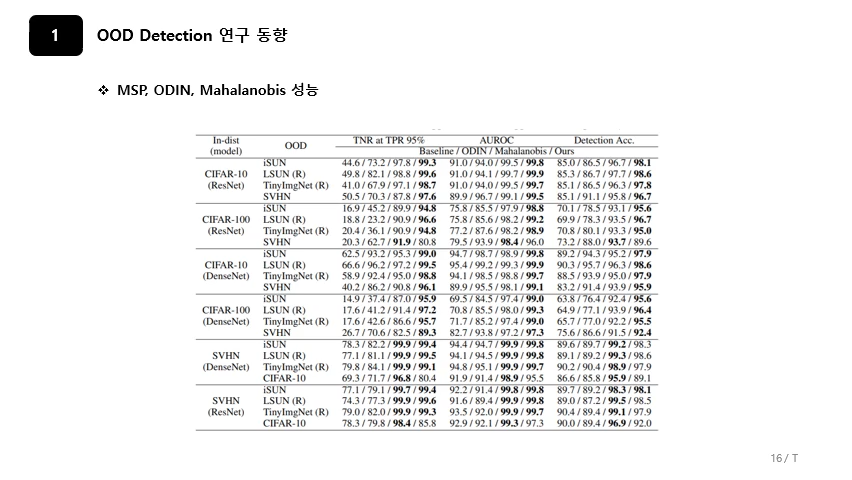 1
OOD Detection 연구 동향
❖ MSP, ODIN, Mahalanobis 성능
In-dist (model) OOD TNR at TPR 95% AUROC Detection Acc.
Baseline / ODIN / Mahalanobis / Ours
CIFAR-10 (ResNet)
iSUN 44.6 / 73.2 / 97.8 / 99.3 91.0 / 94.0 / 99.5 / 99.8 85.0 / 86.5 / 96.7 / 98.1
LSUN (R) 49.8 / 82.1 / 98.8 / 99.6 91.0 / 94.1 / 99.7 / 99.9 85.3 / 86.7 / 97.7 / 98.6
TinyImgNet (R) 41.0 / 67.9 / 97.1 / 98.7 91.0 / 94.0 / 99.5 / 99.7 85.1 / 86.5 / 96.3 / 97.8
SVHN 50.5 / 70.3 / 87.8 / 97.6 89.9 / 96.7 / 99.1 / 99.5 85.1 / 91.1 / 95.8 / 96.7
CIFAR-100 (ResNet)
iSUN 16.9 / 45.2 / 89.9 / 94.8 75.8 / 85.5 / 97.9 / 98.8 70.1 / 78.5 / 93.1 / 95.6
LSUN (R) 18.8 / 23.2 / 90.9 / 96.6 75.8 / 85.6 / 98.2 / 99.2 69.9 / 78.3 / 93.5 / 96.7
TinyImgNet (R) 20.4 / 36.1 / 90.9 / 94.8 77.2 / 87.6 / 98.2 / 98.9 70.8 / 80.1 / 93.3 / 95.0
SVHN 20.3 / 62.7 / 91.9 / 80.8 79.5 / 93.9 / 98.4 / 96.0 73.2 / 88.0 / 93.7 / 89.6
CIFAR-10 (DenseNet)
iSUN 62.5 / 93.2 / 95.3 / 99.0 94.7 / 98.7 / 98.9 / 99.8 89.2 / 94.3 / 95.2 / 97.9
LSUN (R) 66.6 / 96.2 / 97.2 / 99.5 95.4 / 99.2 / 99.3 / 99.9 90.3 / 95.7 / 96.3 / 98.6
TinyImgNet (R) 58.9 / 92.4 / 95.0 / 98.8 94.1 / 98.5 / 98.8 / 99.7 88.5 / 93.9 / 95.0 / 97.9
SVHN 40.2 / 86.2 / 90.8 / 96.1 89.9 / 95.5 / 98.1 / 99.1 83.2 / 91.4 / 93.9 / 95.9
CIFAR-100 (DenseNet)
iSUN 14.9 / 37.4 / 87.0 / 95.9 69.5 / 84.5 / 97.4 / 99.0 63.8 / 76.4 / 92.4 / 95.6
LSUN (R) 17.6 / 41.2 / 91.4 / 97.2 70.8 / 85.5 / 98.0 / 99.3 64.9 / 77.1 / 93.9 / 96.4
TinyImgNet (R) 17.6 / 42.6 / 86.6 / 95.7 71.7 / 85.2 / 97.4 / 99.0 65.7 / 77.0 / 92.2 / 95.5
SVHN 26.7 / 70.6 / 82.5 / 89.3 82.7 / 93.8 / 97.2 / 97.3 75.6 / 86.6 / 91.5 / 92.4
SVHN (DenseNet)
iSUN 78.3 / 82.2 / 99.9 / 99.4 94.4 / 94.7 / 99.9 / 99.8 89.6 / 89.7 / 99.2 / 98.3
LSUN (R) 77.1 / 81.1 / 99.9 / 99.5 94.1 / 94.5 / 99.9 / 99.8 89.1 / 89.2 / 99.3 / 98.6
TinyImgNet (R) 79.8 / 84.1 / 99.9 / 99.1 94.8 / 95.1 / 99.9 / 99.7 90.2 / 90.4 / 98.9 / 97.9
CIFAR-10 69.3 / 71.7 / 96.8 / 80.4 91.9 / 91.4 / 98.9 / 95.5 86.6 / 85.8 / 95.9 / 89.1
SVHN (ResNet)
iSUN 77.1 / 79.1 / 99.7 / 99.4 92.2 / 91.4 / 99.8 / 99.8 89.7 / 89.2 / 98.3 / 98.1
LSUN (R) 74.3 / 77.3 / 99.9 / 99.6 91.6 / 89.4 / 99.9 / 99.8 89.0 / 87.2 / 99.5 / 98.5
TinyImgNet (R) 79.0 / 82.0 / 99.9 / 99.3 93.5 / 92.0 / 99.9 / 99.7 90.4 / 89.4 / 99.1 / 97.9
CIFAR-10 78.3 / 79.8 / 98.4 / 85.8 92.9 / 92.1 / 99.3 / 97.3 90.0 / 89.4 / 96.9 / 92.0
16 / T